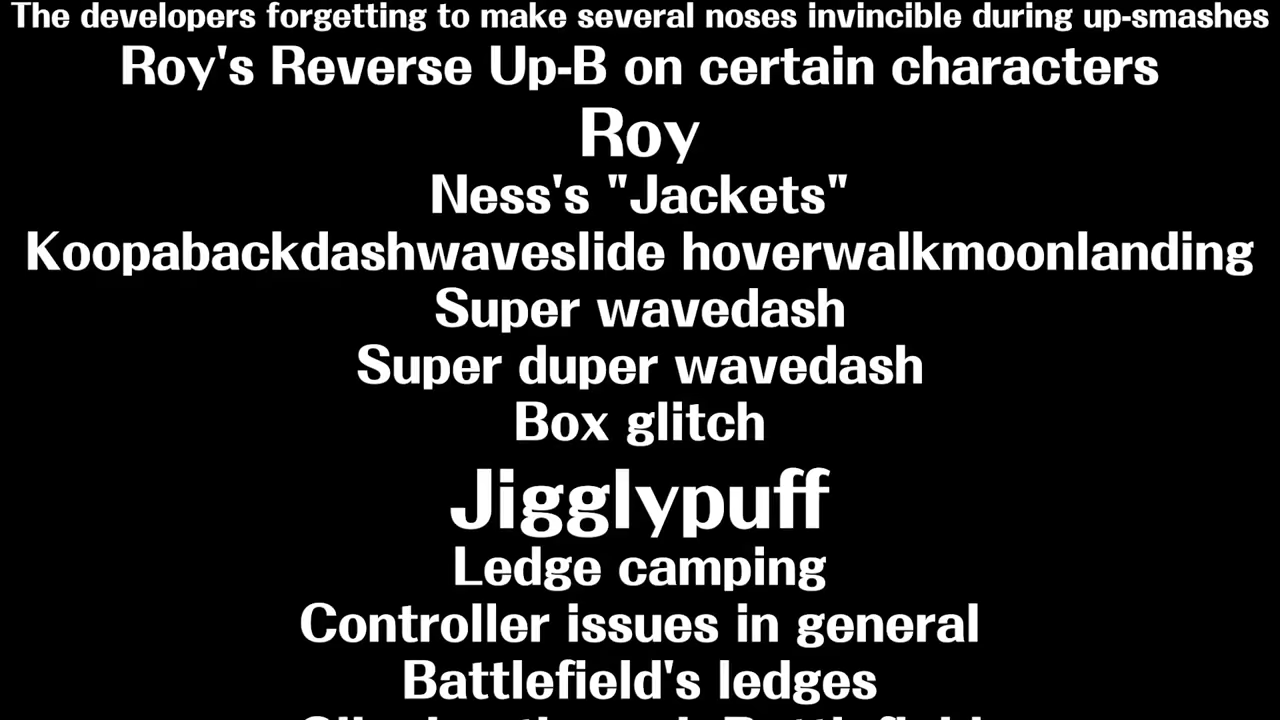 The developers forgetting to make several noses invincible during up-smashes
Roy's Reverse Up-B on certain characters
Roy
Ness's "Jackets"
Koopabackdashwaveslide hoverwalkmoonlanding
Super wavedash
Super duper wavedash
Box glitch
Jigglypuff
Ledge camping
Controller issues in general
Battlefield's ledges